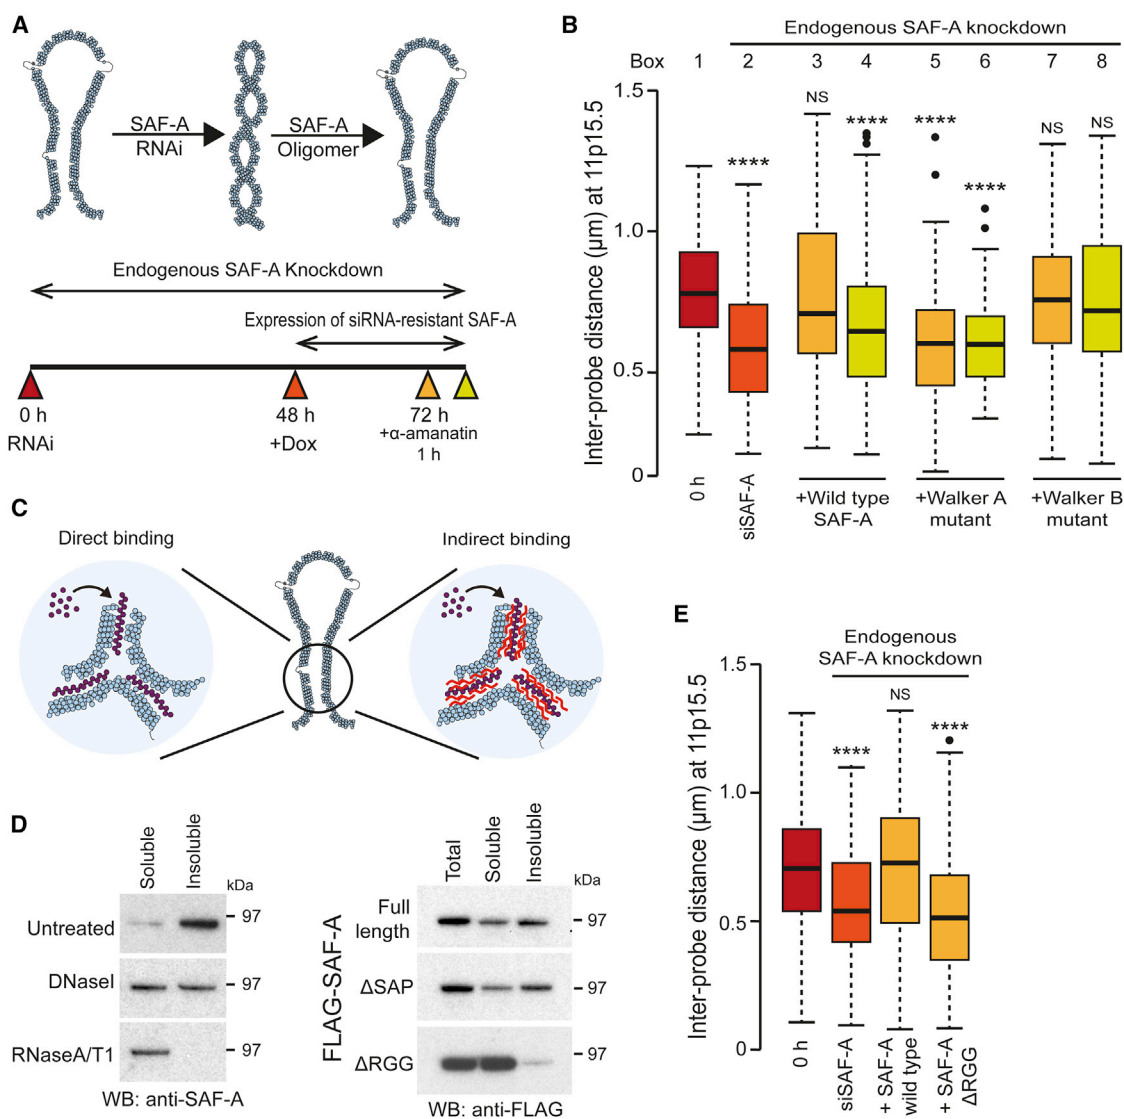 A
SAF-A
RNAi
SAF-A
Oligomer
Endogenous SAF-A Knockdown
Expression of siRNA-resistant SAF-A
0 h
48 h
72 h
RNAi
+Dox
+α-amanatin
1 h
B
Endogenous SAF-A knockdown
Box 1 2 3 4 5 6 7 8
Inter-probe distance (µm) at 11p15.5
1.5
1.0
0.5
0
****
NS
****
****
****
NS
NS
0 h
siSAF-A
+Wild type
SAF-A
+Walker A
mutant
+Walker B
mutant
C
Direct binding
Indirect binding
D
Soluble
Insoluble
kDa
Untreated
97
DNaseI
97
RNaseA/T1
97
WB: anti-SAF-A
FLAG-SAF-A
Total
Soluble
Insoluble
kDa
Full
length
97
ΔSAP
97
ΔRGG
97
WB: anti-FLAG
E
Endogenous
SAF-A knockdown
Inter-probe distance (µm) at 11p15.5
1.5
1.0
0.5
0
****
NS
****
0 h
siSAF-A
+ SAF-A
wild type
+ SAF-A
ΔRGG